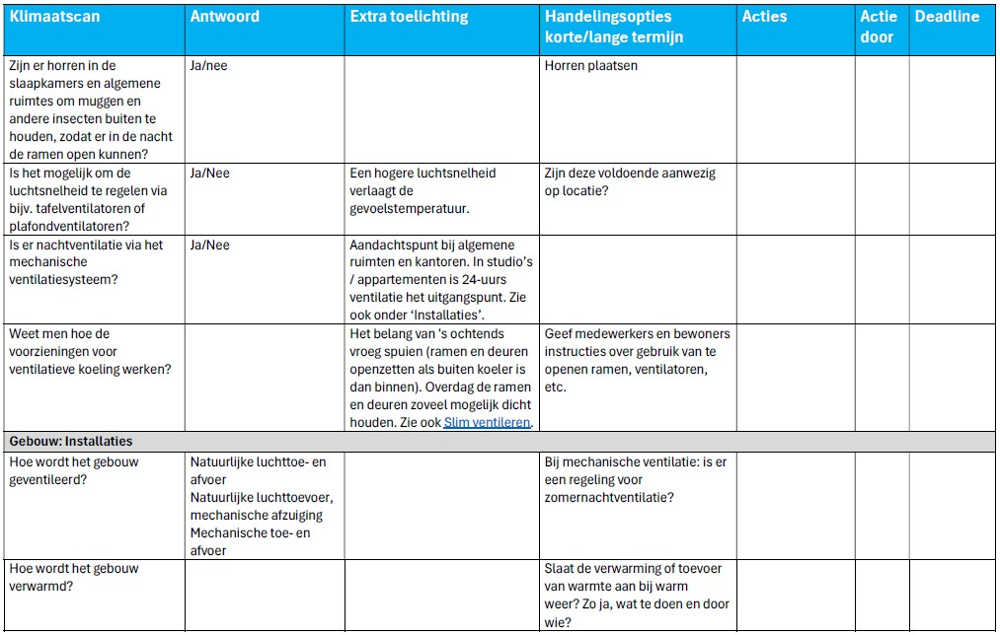 Klimaatscan
Antwoord
Extra toelichting
Handelingsopties
korte/lange termijn
Acties
Actie
door
Deadline
Zijn er horren in de
slaapkamers en algemene
ruimtes om muggen en
andere insecten buiten te
houden, zodat er in de nacht
de ramen open kunnen?
Ja/nee
Horren plaatsen
Is het mogelijk om de
luchtsnelheid te regelen via
bijv. tafelventilatoren of
plafondventilatoren?
Ja/Nee
Een hogere luchtsnelheid
verlaagt de
gevoelstemperatuur.
Zijn deze voldoende aanwezig
op locatie?
Is er nachtventilatie via het
mechanische
ventilatiesysteem?
Ja/Nee
Aandachtspunt bij algemene
ruimten en kantoren. In studio's
/ appartementen is 24-uurs
ventilatie het uitgangspunt. Zie
ook onder ‘Installaties’.
Weet men hoe de
voorzieningen voor
ventilatieve koeling werken?
Het belang van 's ochtends
vroeg spuien (ramen en deuren
openzetten als buiten koeler is
dan binnen). Overdag de ramen
en deuren zoveel mogelijk dicht
houden. Zie ook Slim ventileren.
Geef medewerkers en bewoners
instructies over gebruik van te
openen ramen, ventilatoren,
etc.
Gebouw: Installaties
Hoe wordt het gebouw
geventileerd?
Natuurlijke luchttoe- en
afvoer
Natuurlijke luchttoevoer,
mechanische afzuiging
Mechanische toe- en
afvoer
Bij mechanische ventilatie: is er
een regeling voor
zomernachtventilatie?
Hoe wordt het gebouw
verwarmd?
Slaat de verwarming of toevoer
van warmte aan bij warm
weer? Zo ja, wat te doen en door
wie?